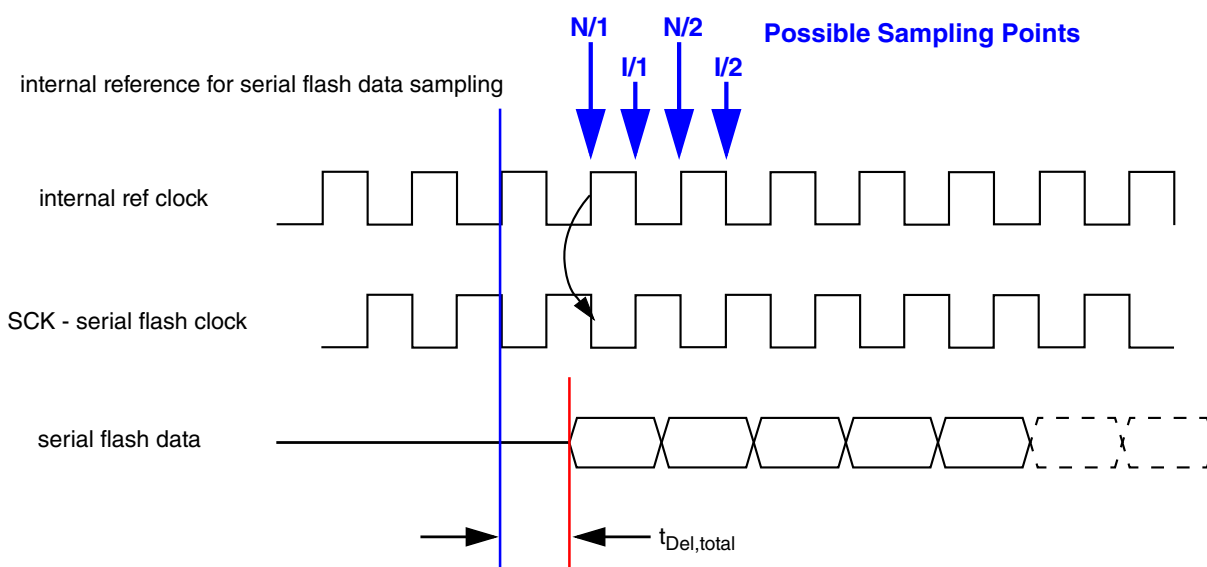 N/1
N/2
Possible Sampling Points
I/1
I/2
internal reference for serial flash data sampling
internal ref clock
SCK - serial flash clock
serial flash data
tDel,total